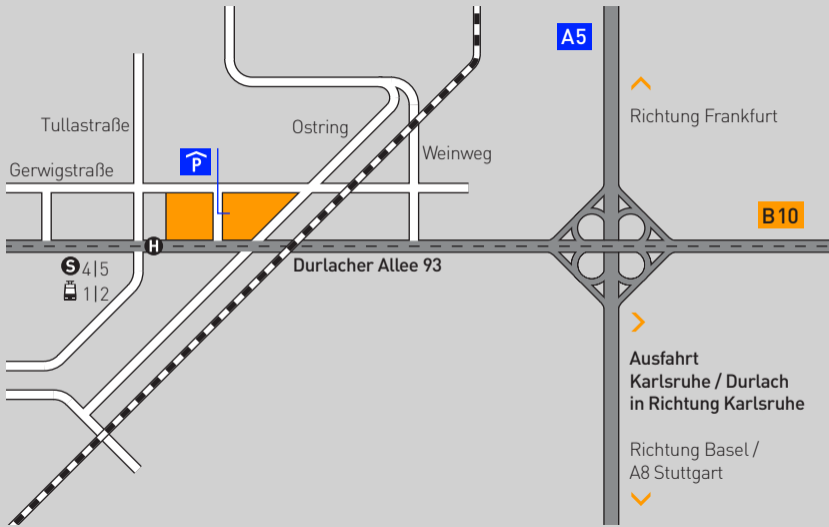 A5
Richtung Frankfurt
Tullastraße
Ostring
Weinweg
P
Gerwigstraße
B10
H
Durlacher Allee 93
S 4|5
1|2
Ausfahrt
Karlsruhe / Durlach
in Richtung Karlsruhe
Richtung Basel /
A8 Stuttgart